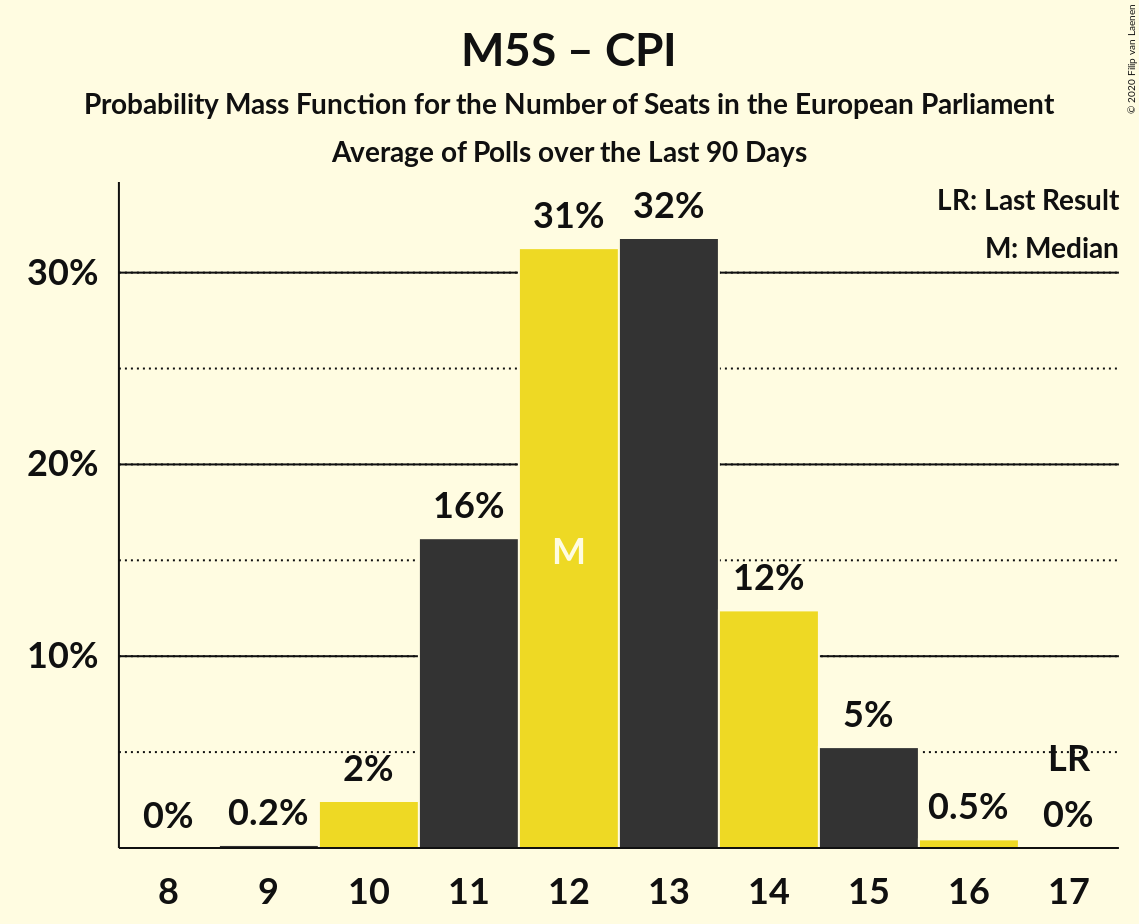 M5S – CPI
Probability Mass Function for the Number of Seats in the European Parliament
Average of Polls over the Last 90 Days
© 2020 Filip van Laenen
LR: Last Result
M: Median
30%
20%
10%
0%
0.2%
2%
16%
31%
M
32%
12%
5%
0.5%
LR
0%
8 9 10 11 12 13 14 15 16 17